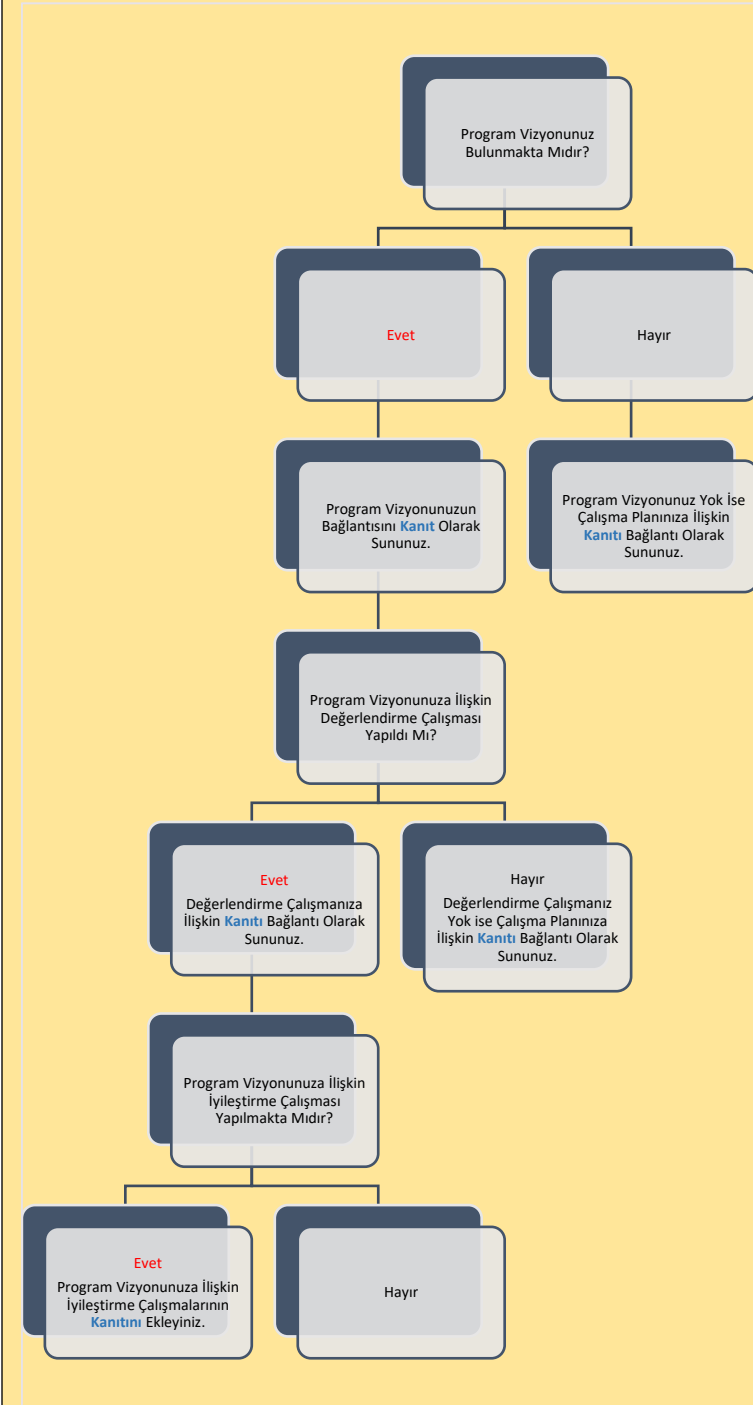 Program Vizyonunuz
Bulunmakta Mıdır?
Evet
Hayır
Program Vizyonunuzun
Bağlantısını Kanıt Olarak
Sununuz.
Program Vizyonunuz Yok İse
Çalışma Planınıza İlişkin
Kanıtı Bağlantı Olarak
Sununuz.
Program Vizyonunuza İlişkin
Değerlendirme Çalışması
Yapıldı Mı?
Evet
Değerlendirme Çalışmanıza
İlişkin Kanıtı Bağlantı Olarak
Sununuz.
Hayır
Değerlendirme Çalışmanız
Yok ise Çalışma Planınıza
İlişkin Kanıtı Bağlantı Olarak
Sununuz.
Program Vizyonunuza İlişkin
İyileştirme Çalışması
Yapılmakta Mıdır?
Evet
Program Vizyonunuza İlişkin
İyileştirme Çalışmalarının
Kanıtını Ekleyiniz.
Hayır